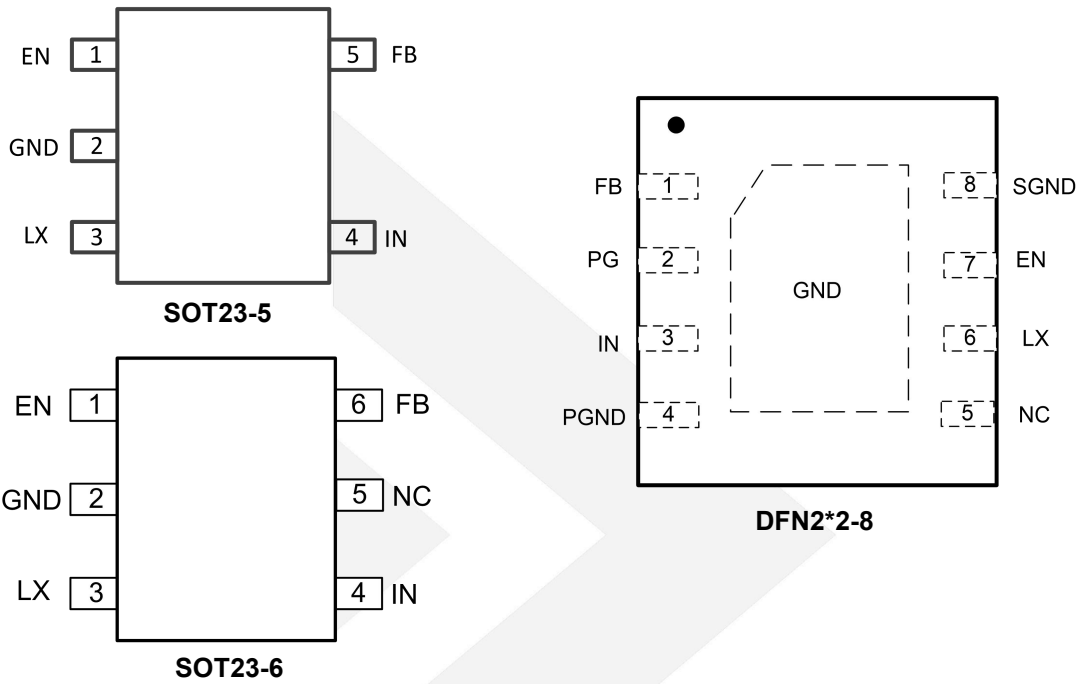 EN 1 5 FB
GND 2
LX 3 4 IN
SOT23-5
EN 1 6 FB
GND 2 5 NC
LX 3 4 IN
SOT23-6
FB 1 8 SGND
PG 2 7 EN
GND
IN 3 6 LX
PGND 4 5 NC
DFN2*2-8